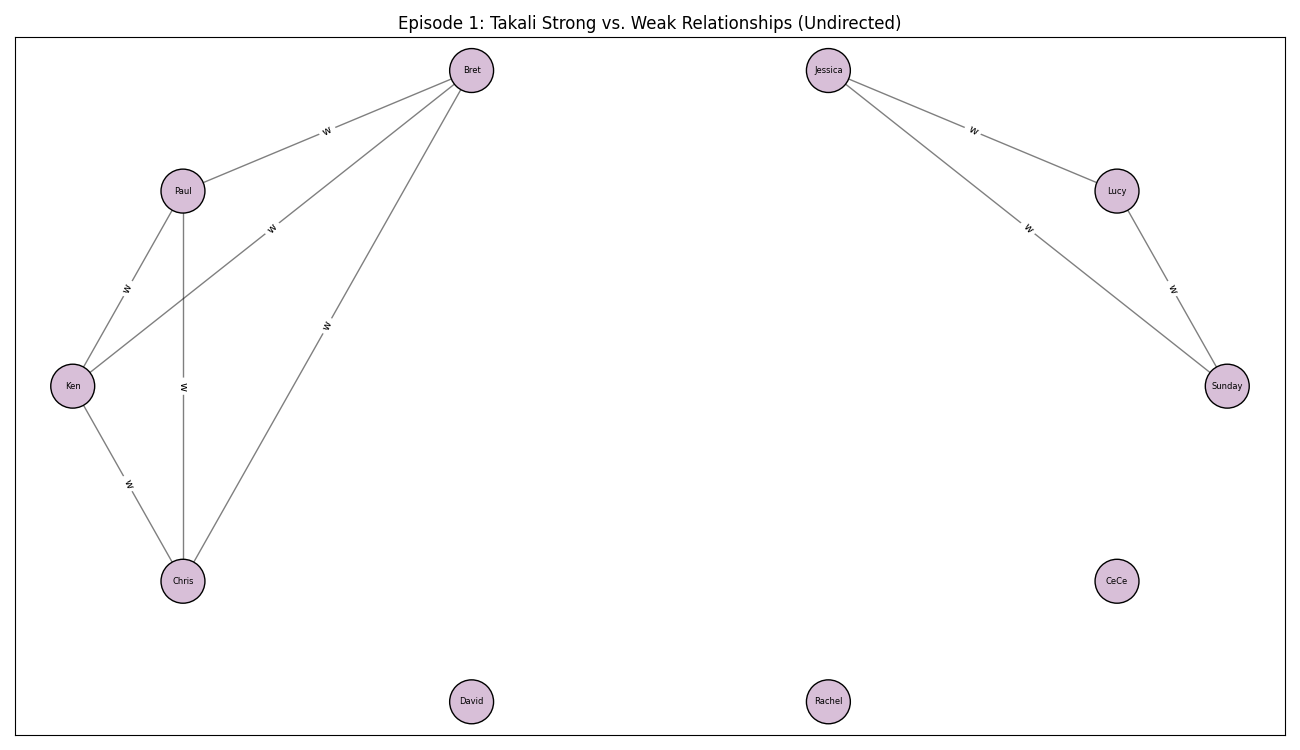 Episode 1: Takali Strong vs. Weak Relationships (Undirected)
Bret
Jessica
w
w
Paul
Lucy
w
w
w
w
w
Ken
w
Sunday
w
Chris
CeCe
David
Rachel